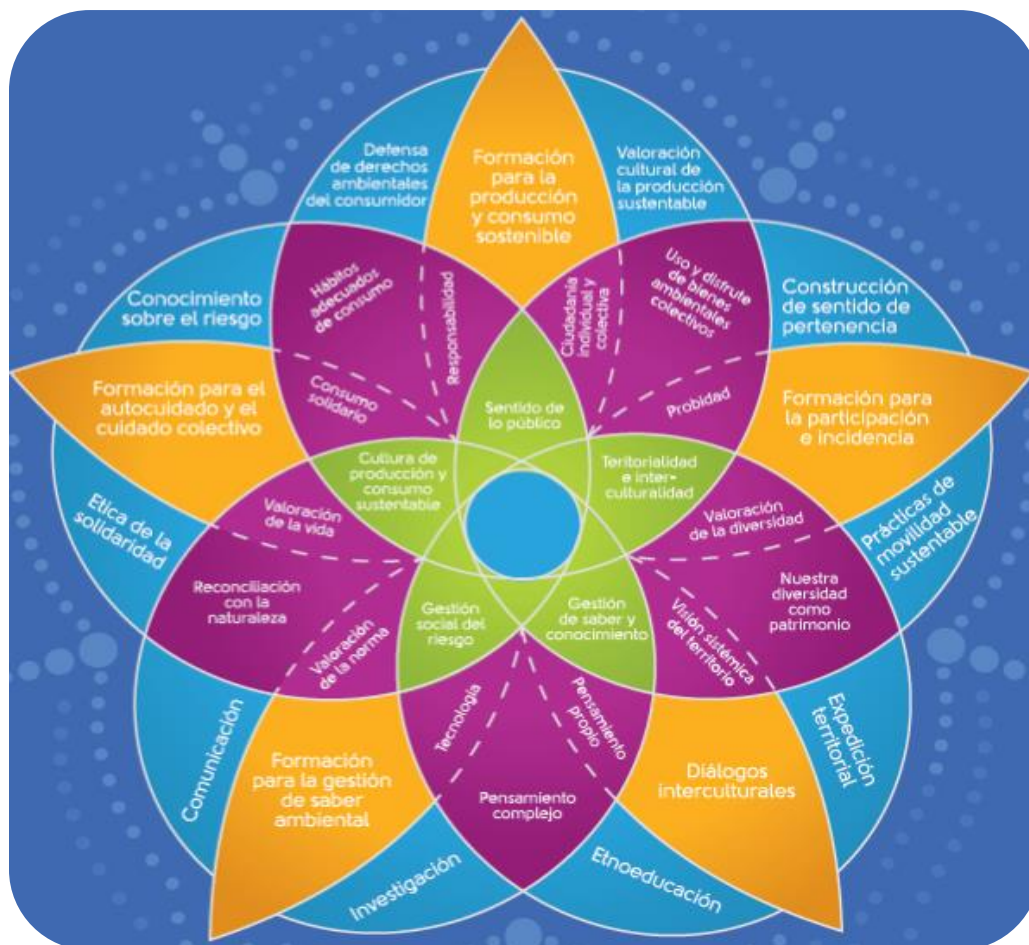 Defensa
de derechos
ambientales
del consumidor
Formación
para la
producción
y consumo
sostenible
Valoración
cultural de
la producción
sustentable
Hábitos
adecuados
de consumo
Responsabilidad
Ciudadanía
individual y
colectiva
Uso y disfrute
de bienes
ambientales
colectivos
Conocimiento
sobre el riesgo
Construcción
de sentido de
pertenencia
Formación para el
autocuidado y el
cuidado colectivo
Consumo
solidario
Sentido de
lo público
Probidad
Formación para
la participación
e incidencia
Cultura de
producción y
consumo
sustentable
Teritorialidad
e inter-
culturalidad
Etica de la
solidaridad
Valoración
de la vida
Valoración
de la diversidad
Prácticas de
movilidad
sustentable
Reconciliación
con la
naturaleza
Valoración
de la norma
Gestión
social del
riesgo
Gestión
de saber y
conocimiento
Visión sistémica
del territorio
Nuestra
diversidad
como
patrimonio
Comunicación
Formación
para la gestión
de saber
ambiental
Tecnología
Pensamiento
propio
Pensamiento
complejo
Diálogos
interculturales
Expedición
territorial
Investigación
Etnoeducación